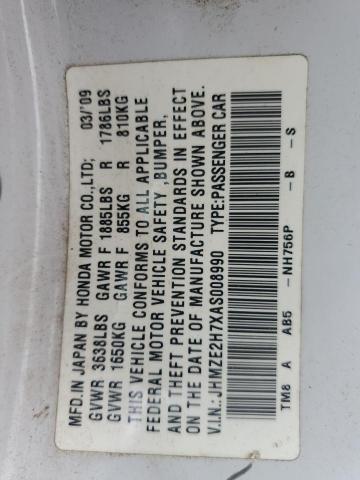 MFD.IN JAPAN BY HONDA MOTOR CO.,LTD; 03/'09
GVWR 3638LBS GAWR F 1885LBS R 1786LBS
GVWR 1650KG GAWR F 855KG R 810KG
THIS VEHICLE CONFORMS TO ALL APPLICABLE
FEDERAL MOTOR VEHICLE SAFETY ,BUMPER,
AND THEFT PREVENTION STANDARDS IN EFFECT
ON THE DATE OF MANUFACTURE SHOWN ABOVE.
V.I.N.:JHMZE2H7XAS008990 TYPE:PASSENGER CAR
TM8 A AB5 -NH756P -B -S